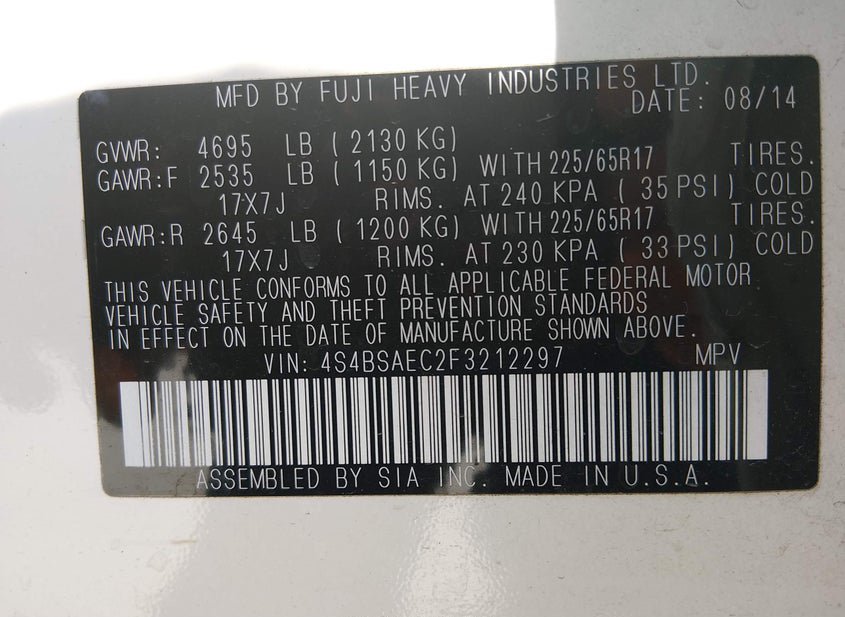 MFD BY FUJI HEAVY INDUSTRIES LTD.
DATE: 08/14
GVWR: 4695 LB ( 2130 KG)
GAWR:F 2535 LB ( 1150 KG) WITH 225/65R17 TIRES.
17X7J RIMS. AT 240 KPA ( 35 PSI) COLD
GAWR:R 2645 LB ( 1200 KG) WITH 225/65R17 TIRES.
17X7J RIMS. AT 230 KPA ( 33 PSI) COLD
THIS VEHICLE CONFORMS TO ALL APPLICABLE FEDERAL MOTOR
VEHICLE SAFETY AND THEFT PREVENTION STANDARDS
IN EFFECT ON THE DATE OF MANUFACTURE SHOWN ABOVE.
VIN: 4S4BSAEC2F3212297 MPV
ASSEMBLED BY SIA INC. MADE IN U.S.A.